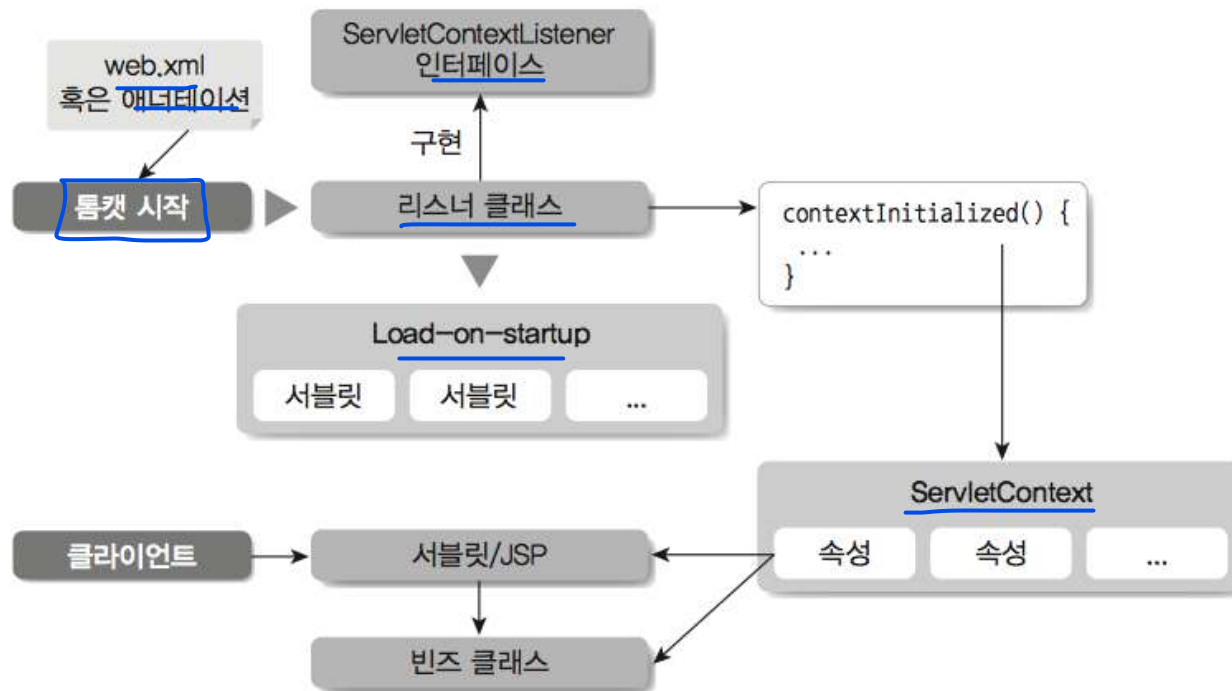 ServletContextListener
인터페이스
web.xml
혹은 애너테이션
구현
톰캣 시작
리스너 클래스
contextInitialized() {
...
}
Load-on-startup
서블릿
서블릿
...
ServletContext
속성
속성
...
클라이언트
서블릿/JSP
빈즈 클래스